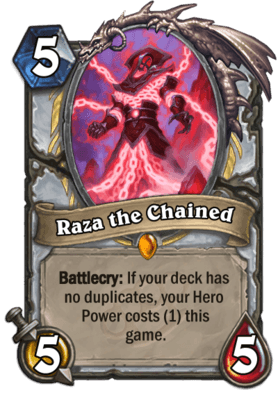 5
Raza the Chained
Battlecry: If your deck has
no duplicates, your Hero
Power costs (1) this
game.
5 5